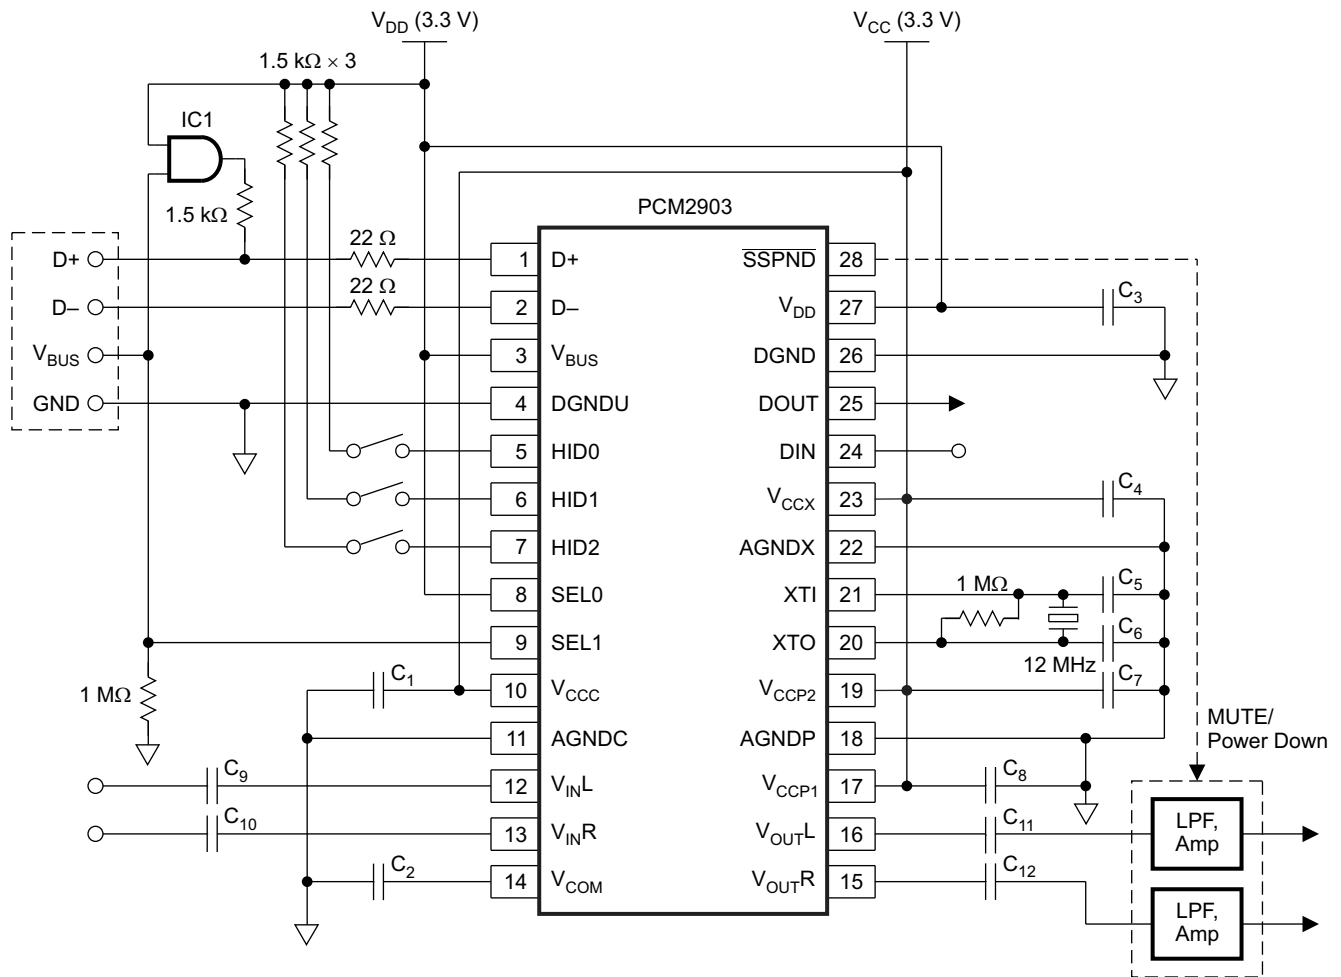 V_DD (3.3 V)
V_CC (3.3 V)
1.5 kΩ × 3
IC1
1.5 kΩ
PCM2903
D+
22 Ω
1 D+
SSPND 28
D–
22 Ω
2 D–
V_DD 27
C_3
V_BUS
3 V_BUS
DGND 26
GND
4 DGNDU
DOUT 25
5 HID0
DIN 24
6 HID1
V_CCX 23
C_4
7 HID2
AGNDX 22
8 SEL0
XTI 21
1 MΩ
C_5
9 SEL1
XTO 20
12 MHz
C_6
1 MΩ
C_1
10 V_CCC
V_CCP2 19
C_7
11 AGNDC
AGNDP 18
MUTE/
Power Down
C_9
12 V_INL
V_CCP1 17
C_8
C_10
13 V_INR
V_OUTL 16
C_11
LPF,
Amp
C_2
14 V_COM
V_OUTR 15
C_12
LPF,
Amp